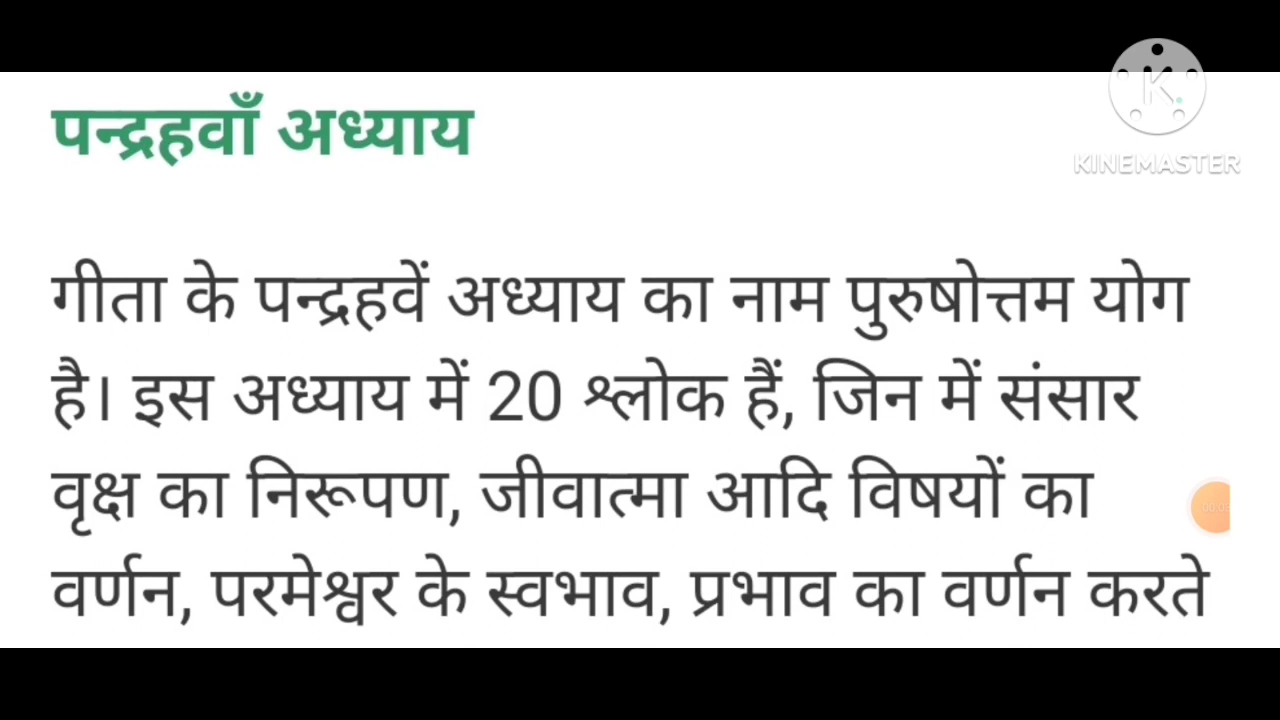 पन्द्रहवाँ अध्याय
KINEMASTER
गीता के पन्द्रहवें अध्याय का नाम पुरुषोत्तम योग
है। इस अध्याय में 20 श्लोक हैं, जिन में संसार
वृक्ष का निरूपण, जीवात्मा आदि विषयों का
वर्णन, परमेश्वर के स्वभाव, प्रभाव का वर्णन करते